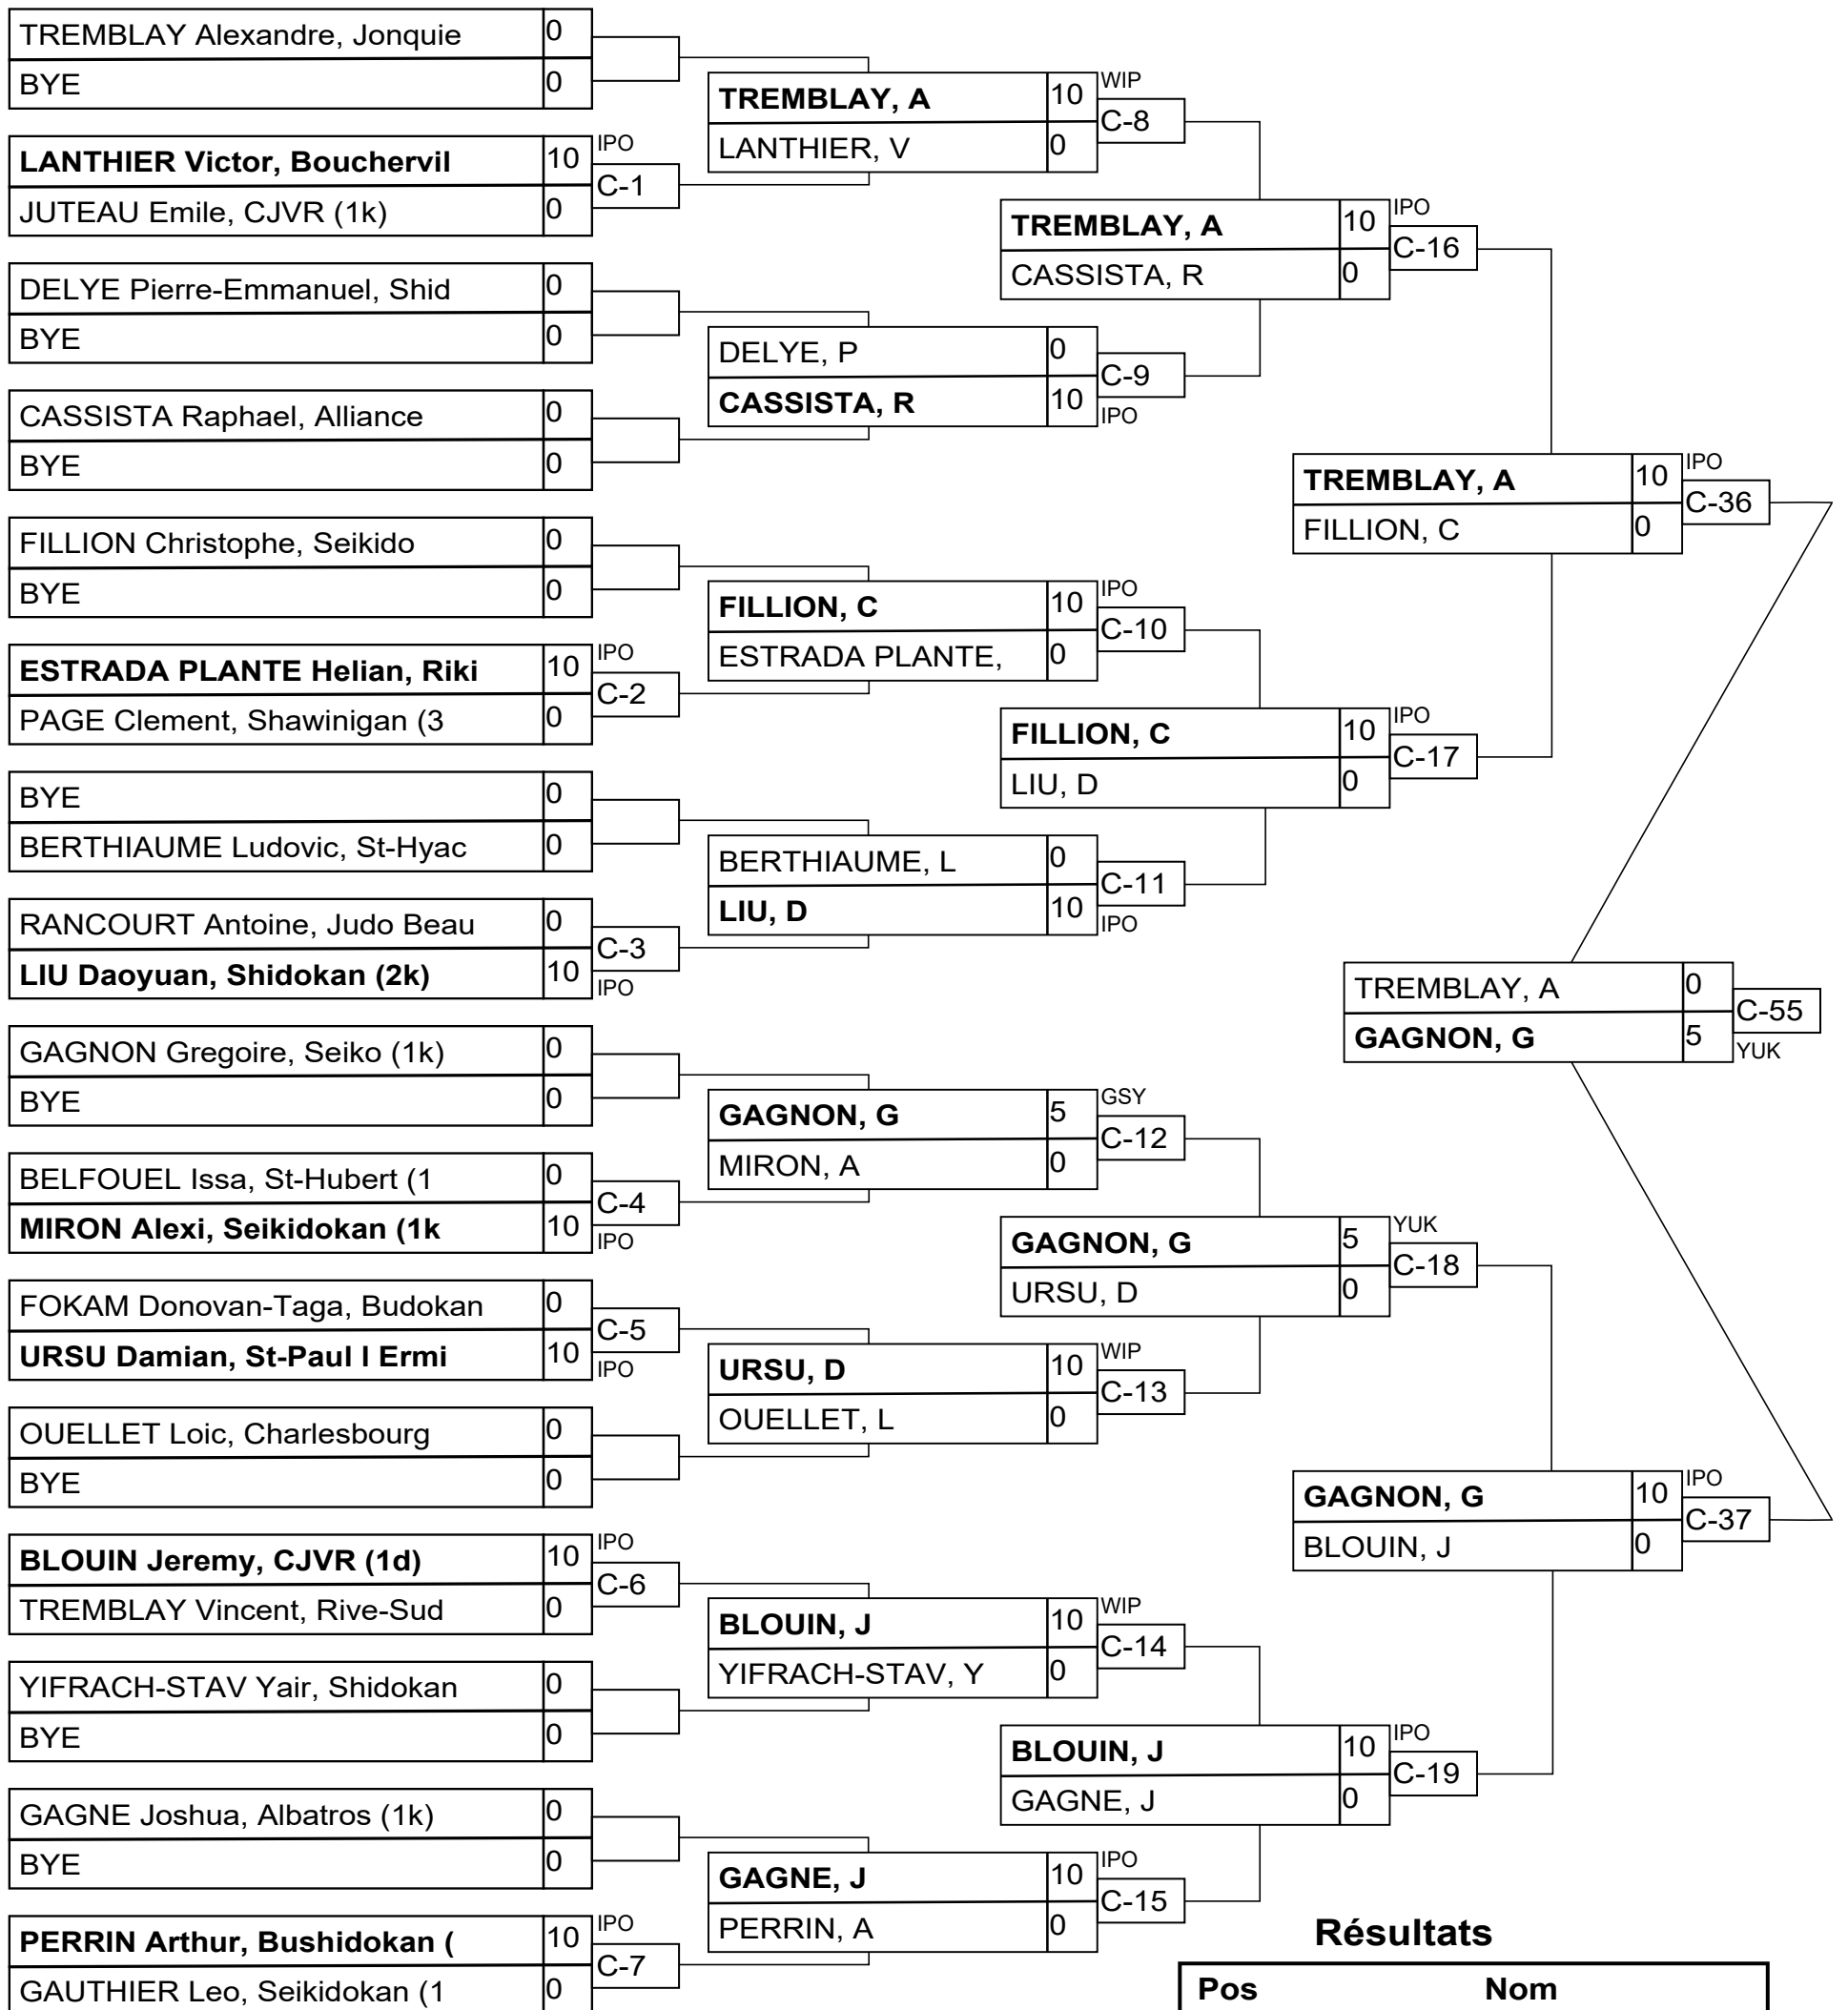 TREMBLAY Alexandre, Jonquie 0
BYE 0
LANTHIER Victor, Bouchervil 10 IPO
C-1
JUTEAU Emile, CJVR (1k) 0
DELYE Pierre-Emmanuel, Shid 0
BYE 0
CASSISTA Raphael, Alliance 0
BYE 0
FILLION Christophe, Seikido 0
BYE 0
ESTRADA PLANTE Helian, Riki 10 IPO
C-2
PAGE Clement, Shawinigan (3 0
BYE 0
BERTHIAUME Ludovic, St-Hyac 0
RANCOURT Antoine, Judo Beau 0
C-3
LIU Daoyuan, Shidokan (2k) 10 IPO
GAGNON Gregoire, Seiko (1k) 0
BYE 0
BELFOUEL Issa, St-Hubert (1 0
C-4
MIRON Alexi, Seikidokan (1k 10 IPO
FOKAM Donovan-Taga, Budokan 0
C-5
URSU Damian, St-Paul l Ermi 10 IPO
OUELLET Loic, Charlesbourg 0
BYE 0
BLOUIN Jeremy, CJVR (1d) 10 IPO
C-6
TREMBLAY Vincent, Rive-Sud 0
YIFRACH-STAV Yair, Shidokan 0
BYE 0
GAGNE Joshua, Albatros (1k) 0
BYE 0
PERRIN Arthur, Bushidokan ( 10 IPO
C-7
GAUTHIER Leo, Seikidokan (1 0
TREMBLAY, A 10 WIP
C-8
LANTHIER, V 0
DELYE, P 0
C-9
CASSISTA, R 10 IPO
FILLION, C 10 IPO
C-10
ESTRADA PLANTE, 0
BERTHIAUME, L 0
C-11
LIU, D 10 IPO
GAGNON, G 5 GSY
C-12
MIRON, A 0
URSU, D 10 WIP
C-13
OUELLET, L 0
BLOUIN, J 10 WIP
C-14
YIFRACH-STAV, Y 0
GAGNE, J 10 IPO
C-15
PERRIN, A 0
TREMBLAY, A 10 IPO
C-16
CASSISTA, R 0
FILLION, C 10 IPO
C-17
LIU, D 0
GAGNON, G 5 YUK
C-18
URSU, D 0
BLOUIN, J 10 IPO
C-19
GAGNE, J 0
TREMBLAY, A 10 IPO
C-36
FILLION, C 0
GAGNON, G 10 IPO
C-37
BLOUIN, J 0
TREMBLAY, A 0
C-55
GAGNON, G 5 YUK
Résultats
Pos Nom